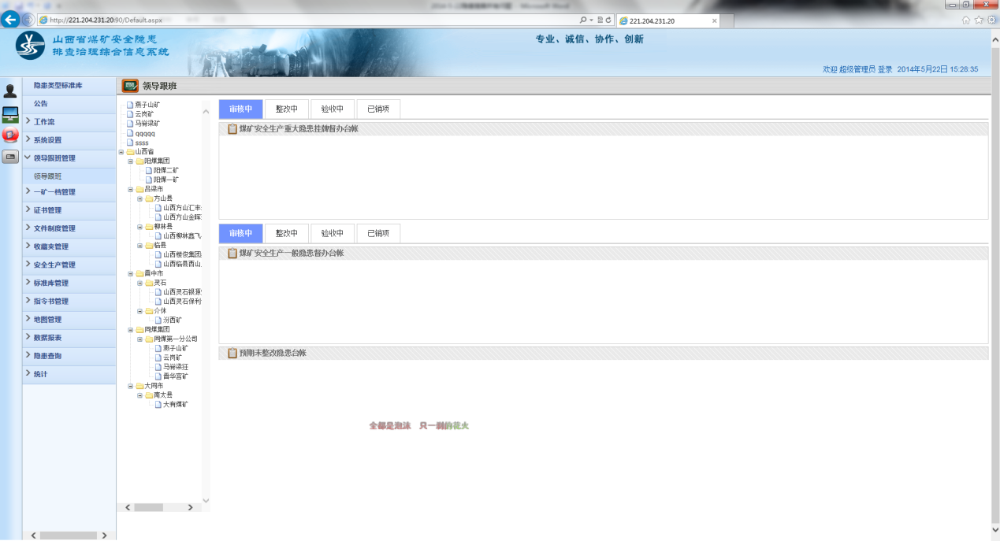 http://221.204.231.20:90/Default.aspx
221.204.231.20
山西省煤矿安全隐患
排查治理综合信息系统
专业、诚信、协作、创新
欢迎 超级管理员 登录 2014年5月22日 15:28:35
隐患类型标准库
公告
工作流
系统设置
领导跟班管理
领导跟班
一矿一档管理
证书管理
文件制度管理
收藏夹管理
安全生产管理
标准库管理
指令书管理
地图管理
数据报表
隐患查询
统计
领导跟班
燕子山矿
云岗矿
马脊梁矿
qqqqq
ssss
山西省
阳煤集团
阳煤二矿
阳煤一矿
吕梁市
方山县
山西方山汇丰
山西方山金晖
柳林县
山西柳林鑫飞
临县
山西楼俊集团
山西临县西山
晋中市
灵石
山西灵石银源
山西灵石保利
介休
汾西矿
同煤集团
同煤第一分公司
燕子山矿
云岗矿
马脊梁矿
晋华宫矿
大同市
南太县
大有煤矿
审核中 整改中 验收中 已销项
煤矿安全生产重大隐患挂牌督办台帐
审核中 整改中 验收中 已销项
煤矿安全生产一般隐患督办台帐
预期未整改隐患台帐
全都是泡沫 只一刹的花火